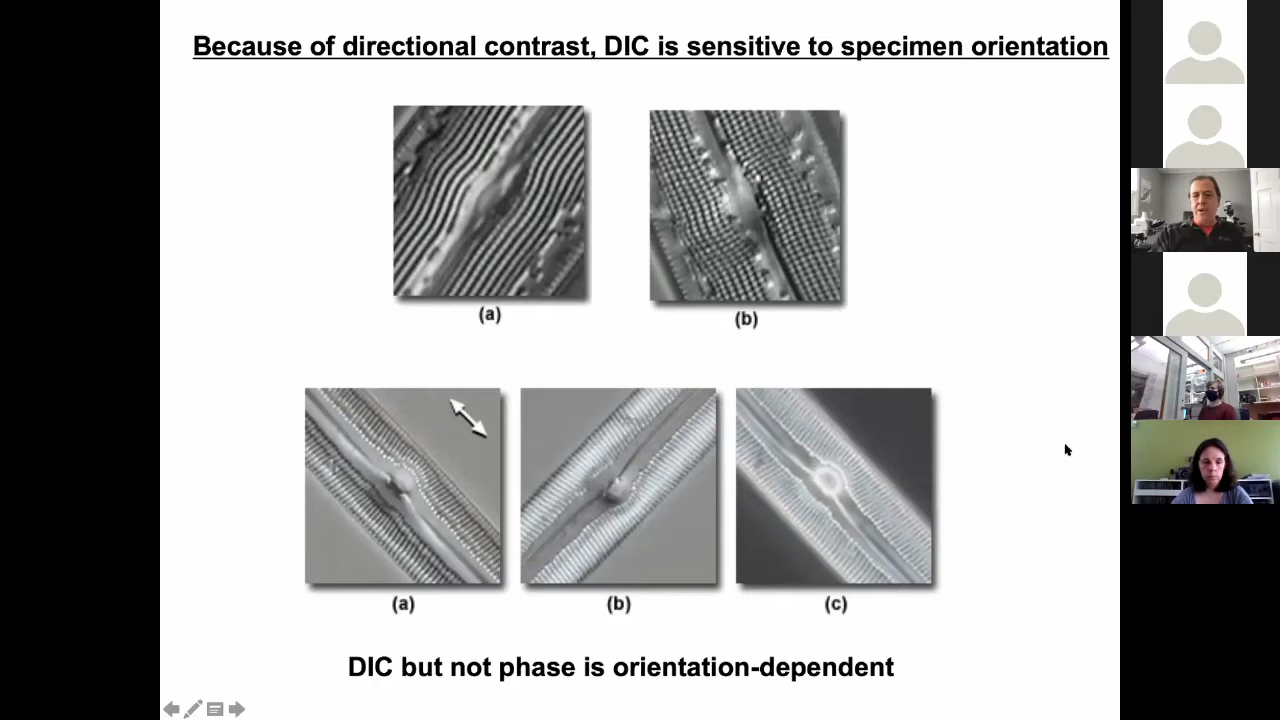 Because of directional contrast, DIC is sensitive to specimen orientation
(a)
(b)
(a)
(b)
(c)
DIC but not phase is orientation-dependent